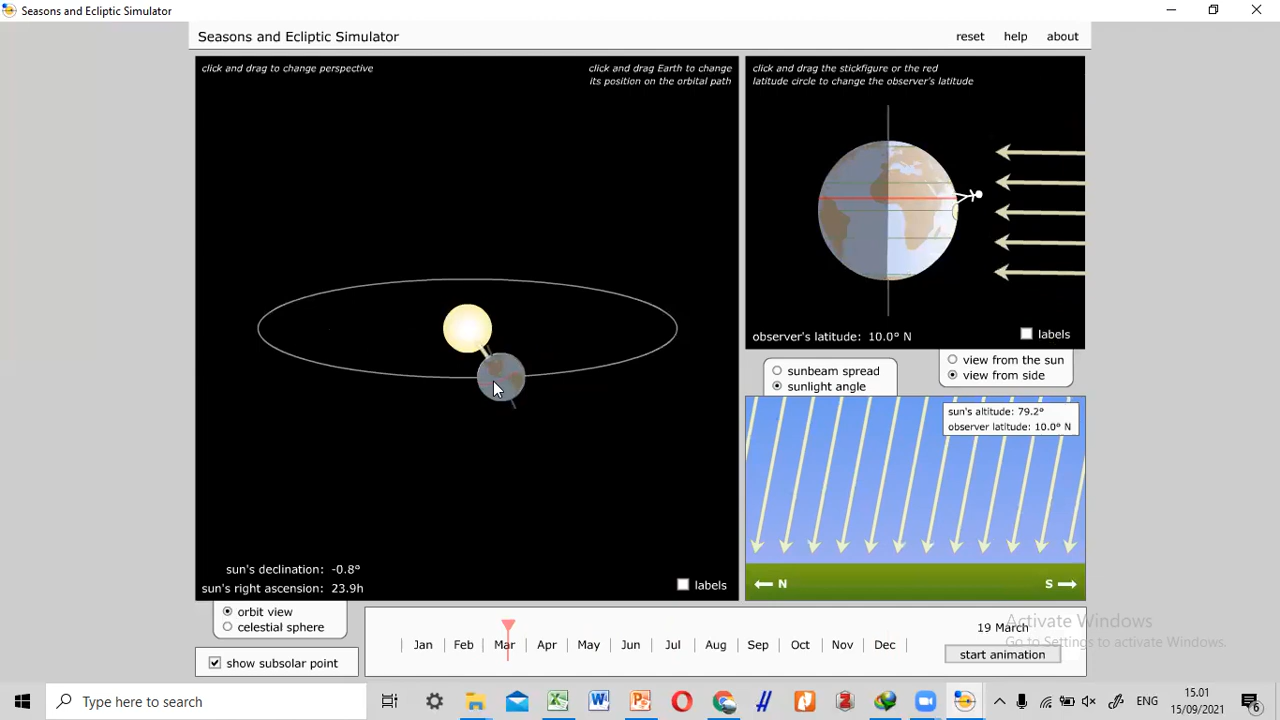 Seasons and Ecliptic Simulator
Seasons and Ecliptic Simulator
reset
help
about
click and drag to change perspective
click and drag Earth to change
its position on the orbital path
click and drag the stickfigure or the red
latitude circle to change the observer's latitude
observer's latitude: 10.0° N
labels
sunbeam spread
sunlight angle
view from the sun
view from side
sun's altitude: 79.2°
observer latitude: 10.0° N
N
S
sun's declination: -0.8°
sun's right ascension: 23.9h
labels
orbit view
celestial sphere
show subsolar point
Jan Feb Mar Apr May Jun Jul Aug Sep Oct Nov Dec
19 March
start animation
Activate Windows
Go to Settings to activate Windows.
Type here to search
ENG
15.01
15/09/2021
6